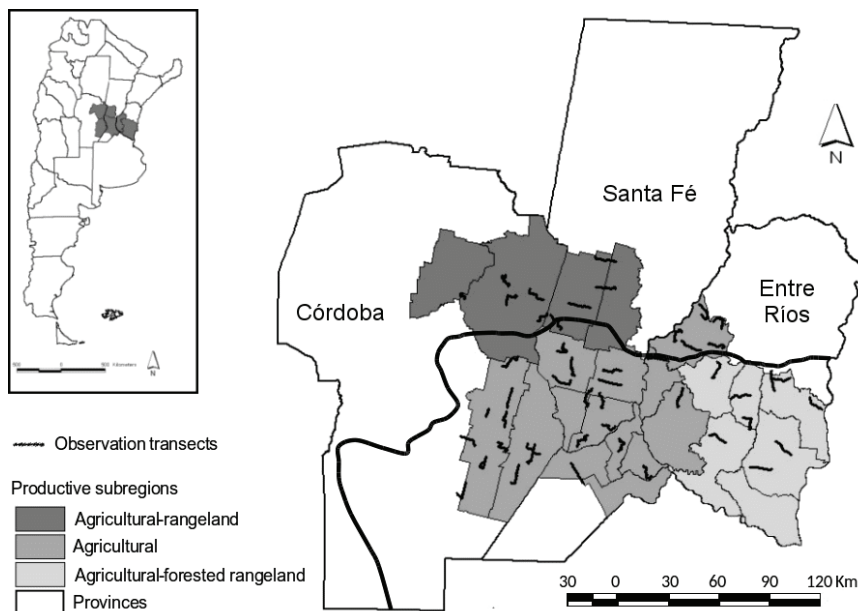 N
Santa Fé
Entre
Ríos
Córdoba
Kilometers
N
Observation transects
Productive subregions
Agricultural-rangeland
Agricultural
Agricultural-forested rangeland
Provinces
30 0 30 60 90 120 Km